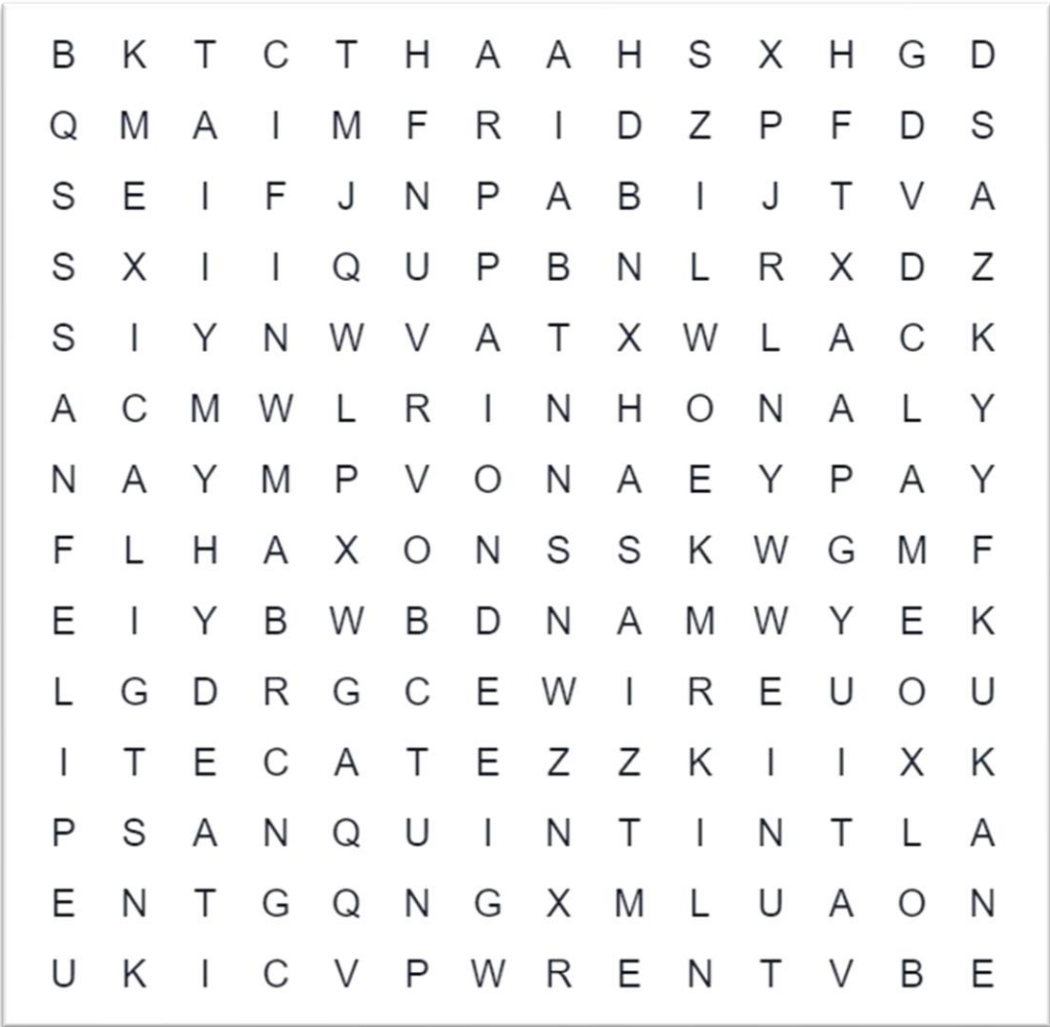 B K T C T H A A H S X H G D
Q M A I M F R I D Z P F D S
S E I F J N P A B I J T V A
S X I I Q U P B N L R X D Z
S I Y N W V A T X W L A C K
A C M W L R I N H O N A L Y
N A Y M P V O N A E Y P A Y
F L H A X O N S S K W G M F
E I Y B W B D N A M W Y E K
L G D R G C E W I R E U O U
I T E C A T E Z Z K I I X K
P S A N Q U I N T I N T L A
E N T G Q N G X M L U A O N
U K I C V P W R E N T V B E